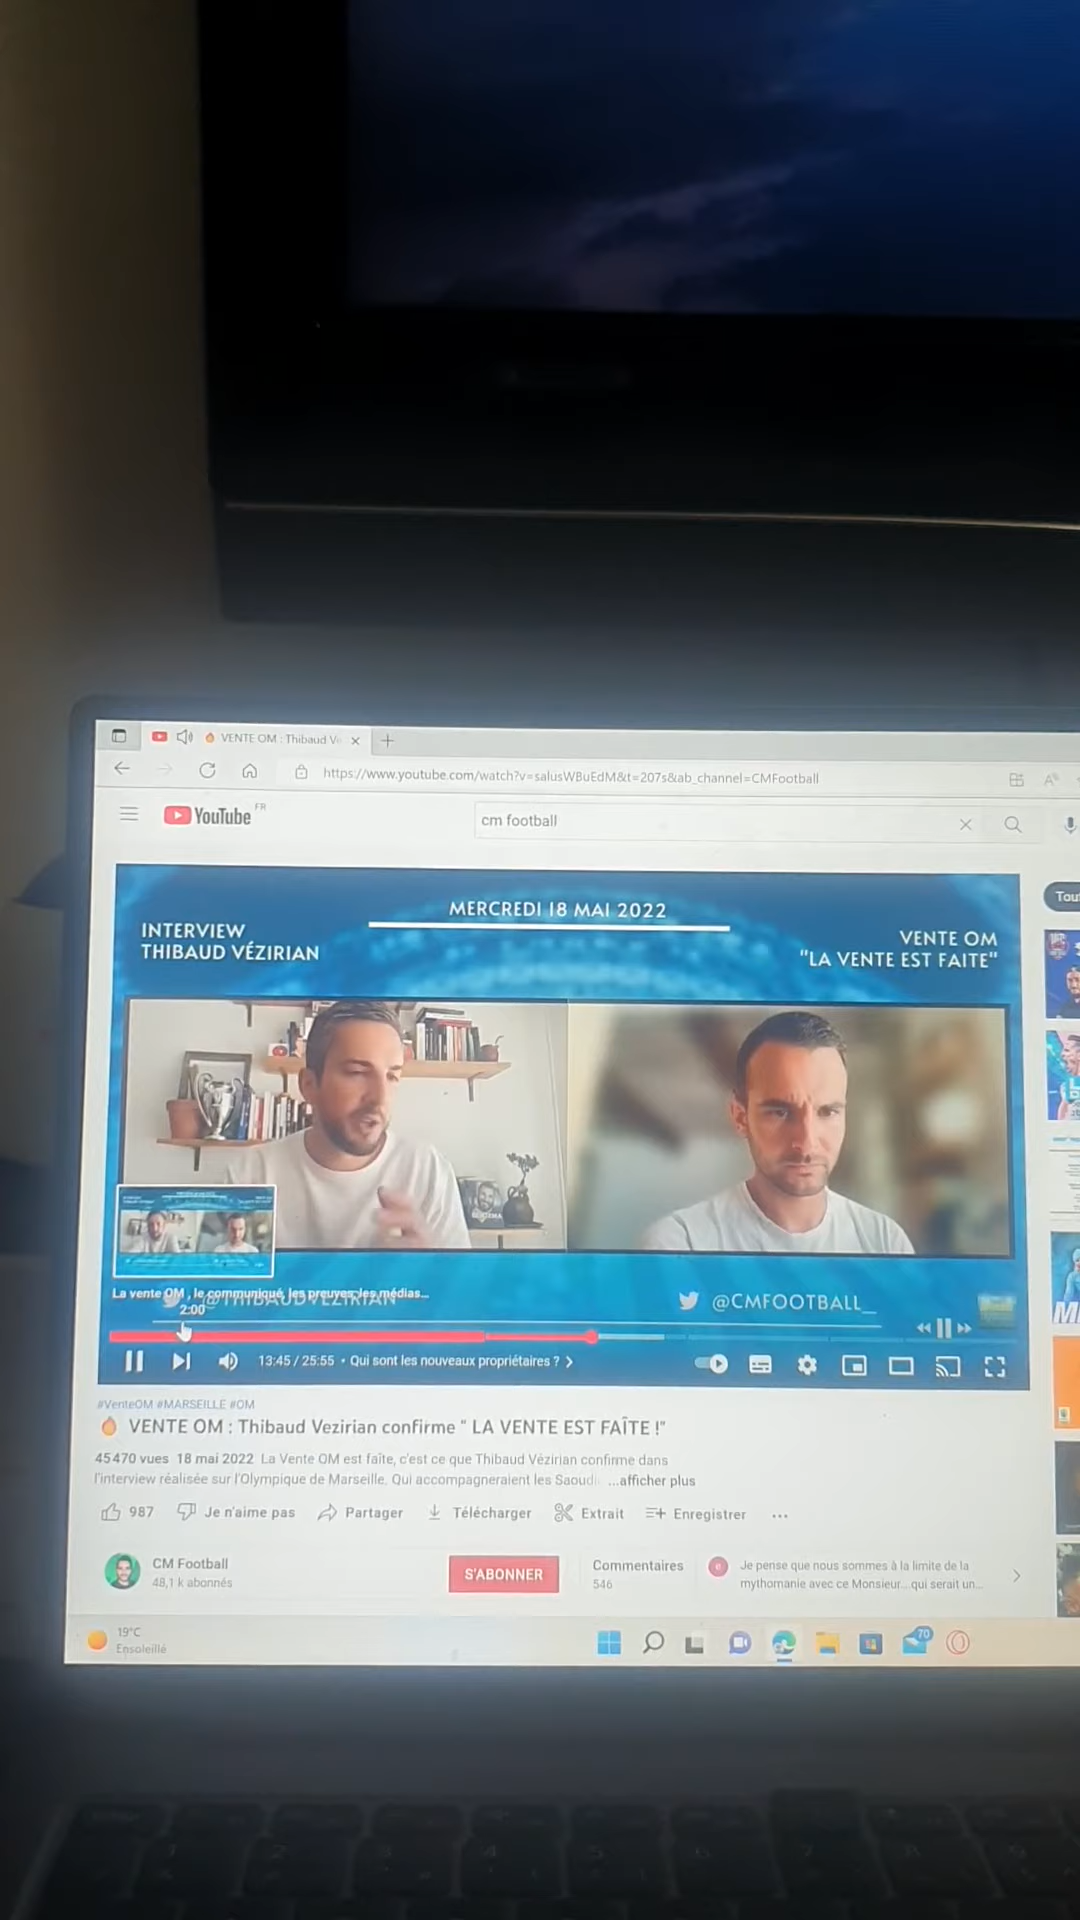 VENTE OM : Thibaud Ve
https://www.youtube.com/watch?v=salusWBuEdM&t=207s&ab_channel=CMFootball
YouTube FR
cm football
Tout
MERCREDI 18 MAI 2022
INTERVIEW
THIBAUD VÉZIRIAN
VENTE OM
"LA VENTE EST FAITE"
La vente OM , le communiqué, les preuves, les médias...
@THIBAUDVEZIRIAN
2:00
@CMFOOTBALL_
13:45 / 25:55 • Qui sont les nouveaux propriétaires ?
#VenteOM #MARSEILLE #OM
VENTE OM : Thibaud Vezirian confirme " LA VENTE EST FAÎTE !"
45 470 vues 18 mai 2022 La Vente OM est faîte, c'est ce que Thibaud Vézirian confirme dans
l'interview réalisée sur l'Olympique de Marseille. Qui accompagneraient les Saoudi ...afficher plus
987 Je n'aime pas Partager Télécharger Extrait Enregistrer ...
CM Football
48,1 k abonnés
S'ABONNER
Commentaires
546
Je pense que nous sommes à la limite de la
mythomanie avec ce Monsieur...qui serait un...
19°C
Ensoleillé
70